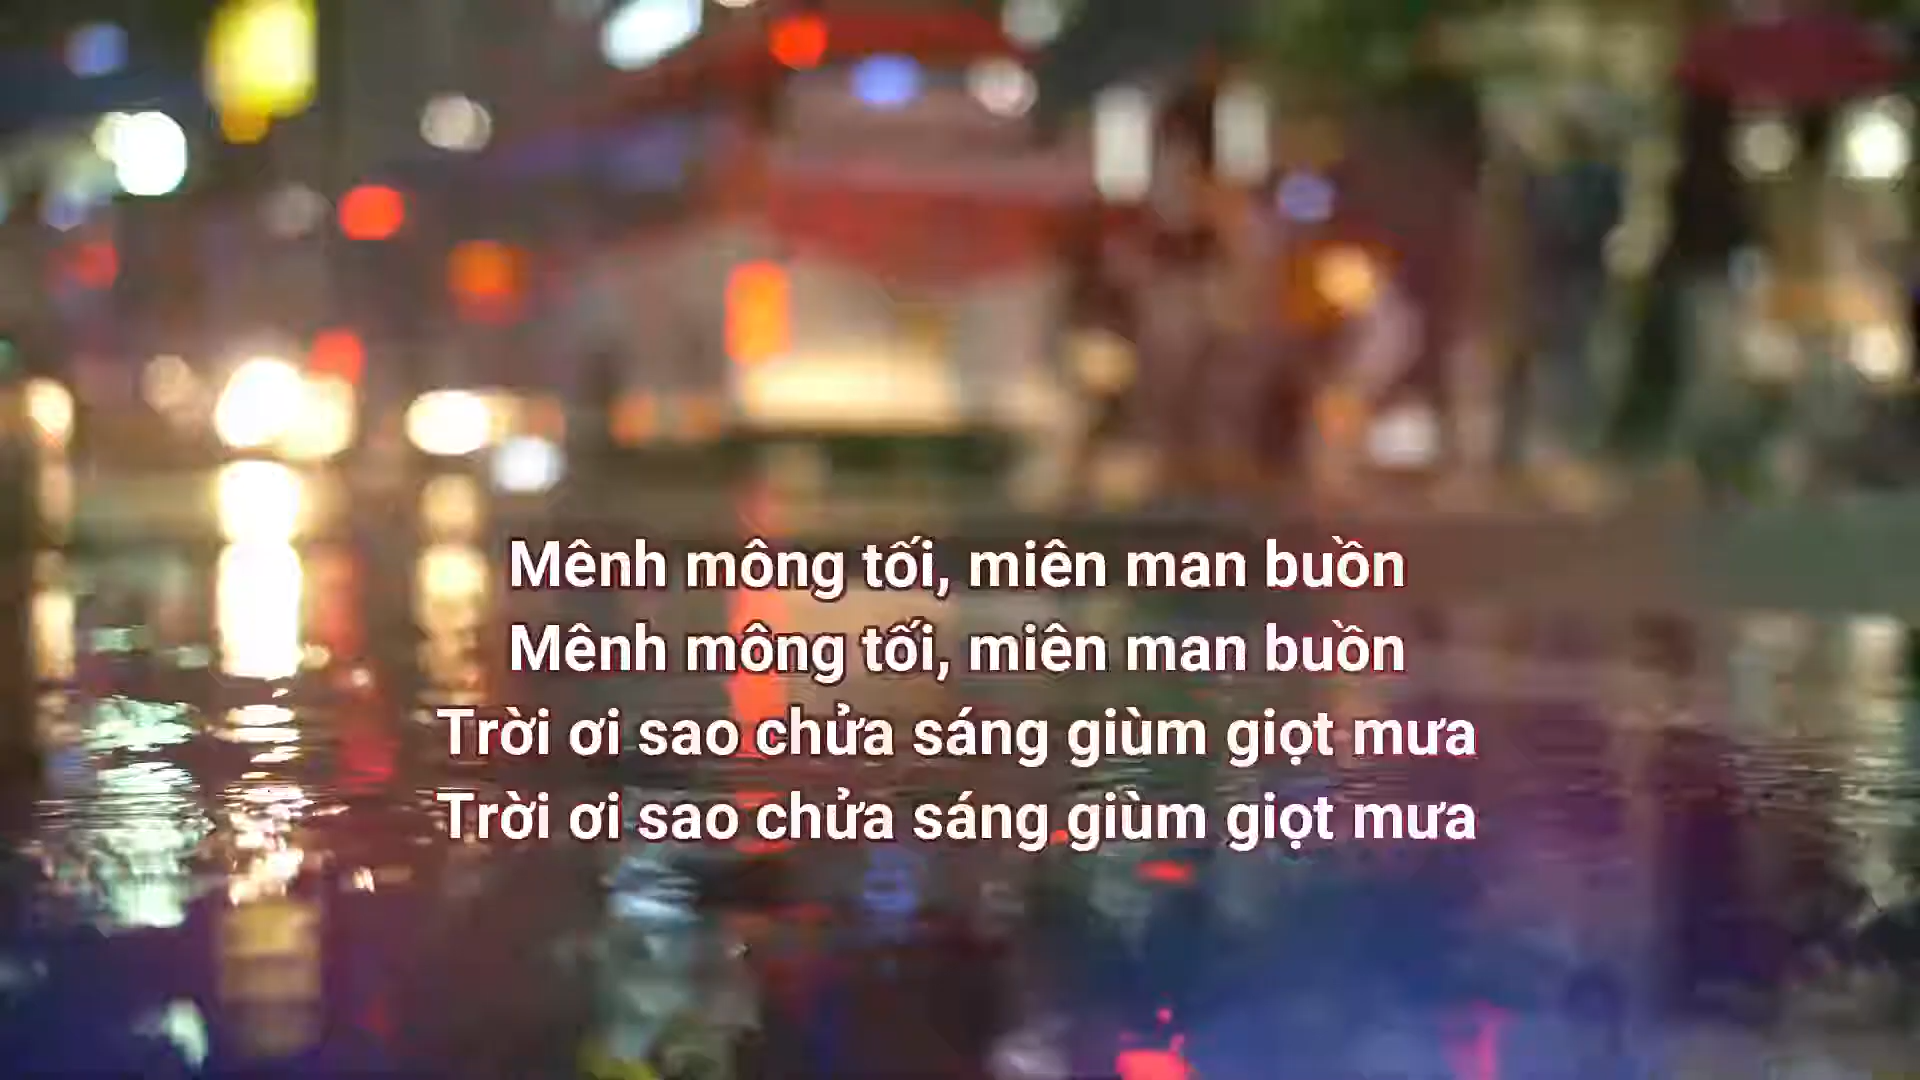 Mênh mông tối, miên man buồn
Mênh mông tối, miên man buồn
Trời ơi sao chửa sáng giùm giọt mưa
Trời ơi sao chửa sáng giùm giọt mưa